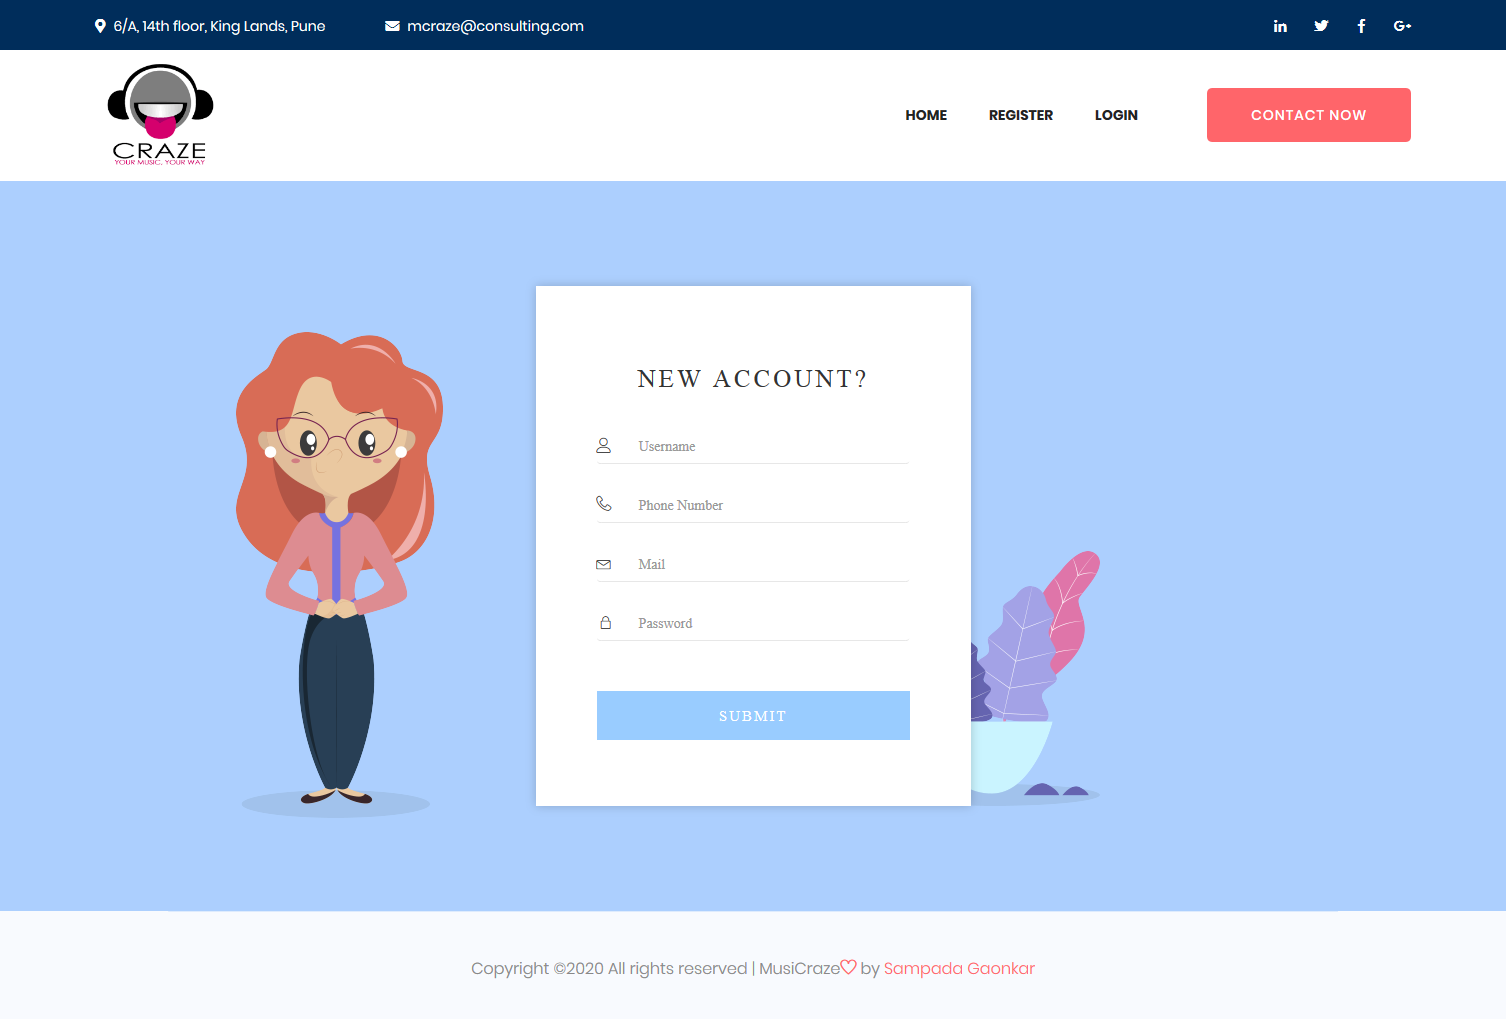 6/A, 14th floor, King Lands, Pune
mcraze@consulting.com
CRAZE
YOUR MUSIC, YOUR WAY
HOME
REGISTER
LOGIN
CONTACT NOW
NEW ACCOUNT?
Username
Phone Number
Mail
Password
SUBMIT
Copyright ©2020 All rights reserved | MusiCraze♡ by Sampada Gaonkar